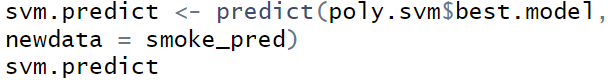 svm.predict <- predict(poly.svm$best.model,
newdata = smoke_pred)
svm.predict